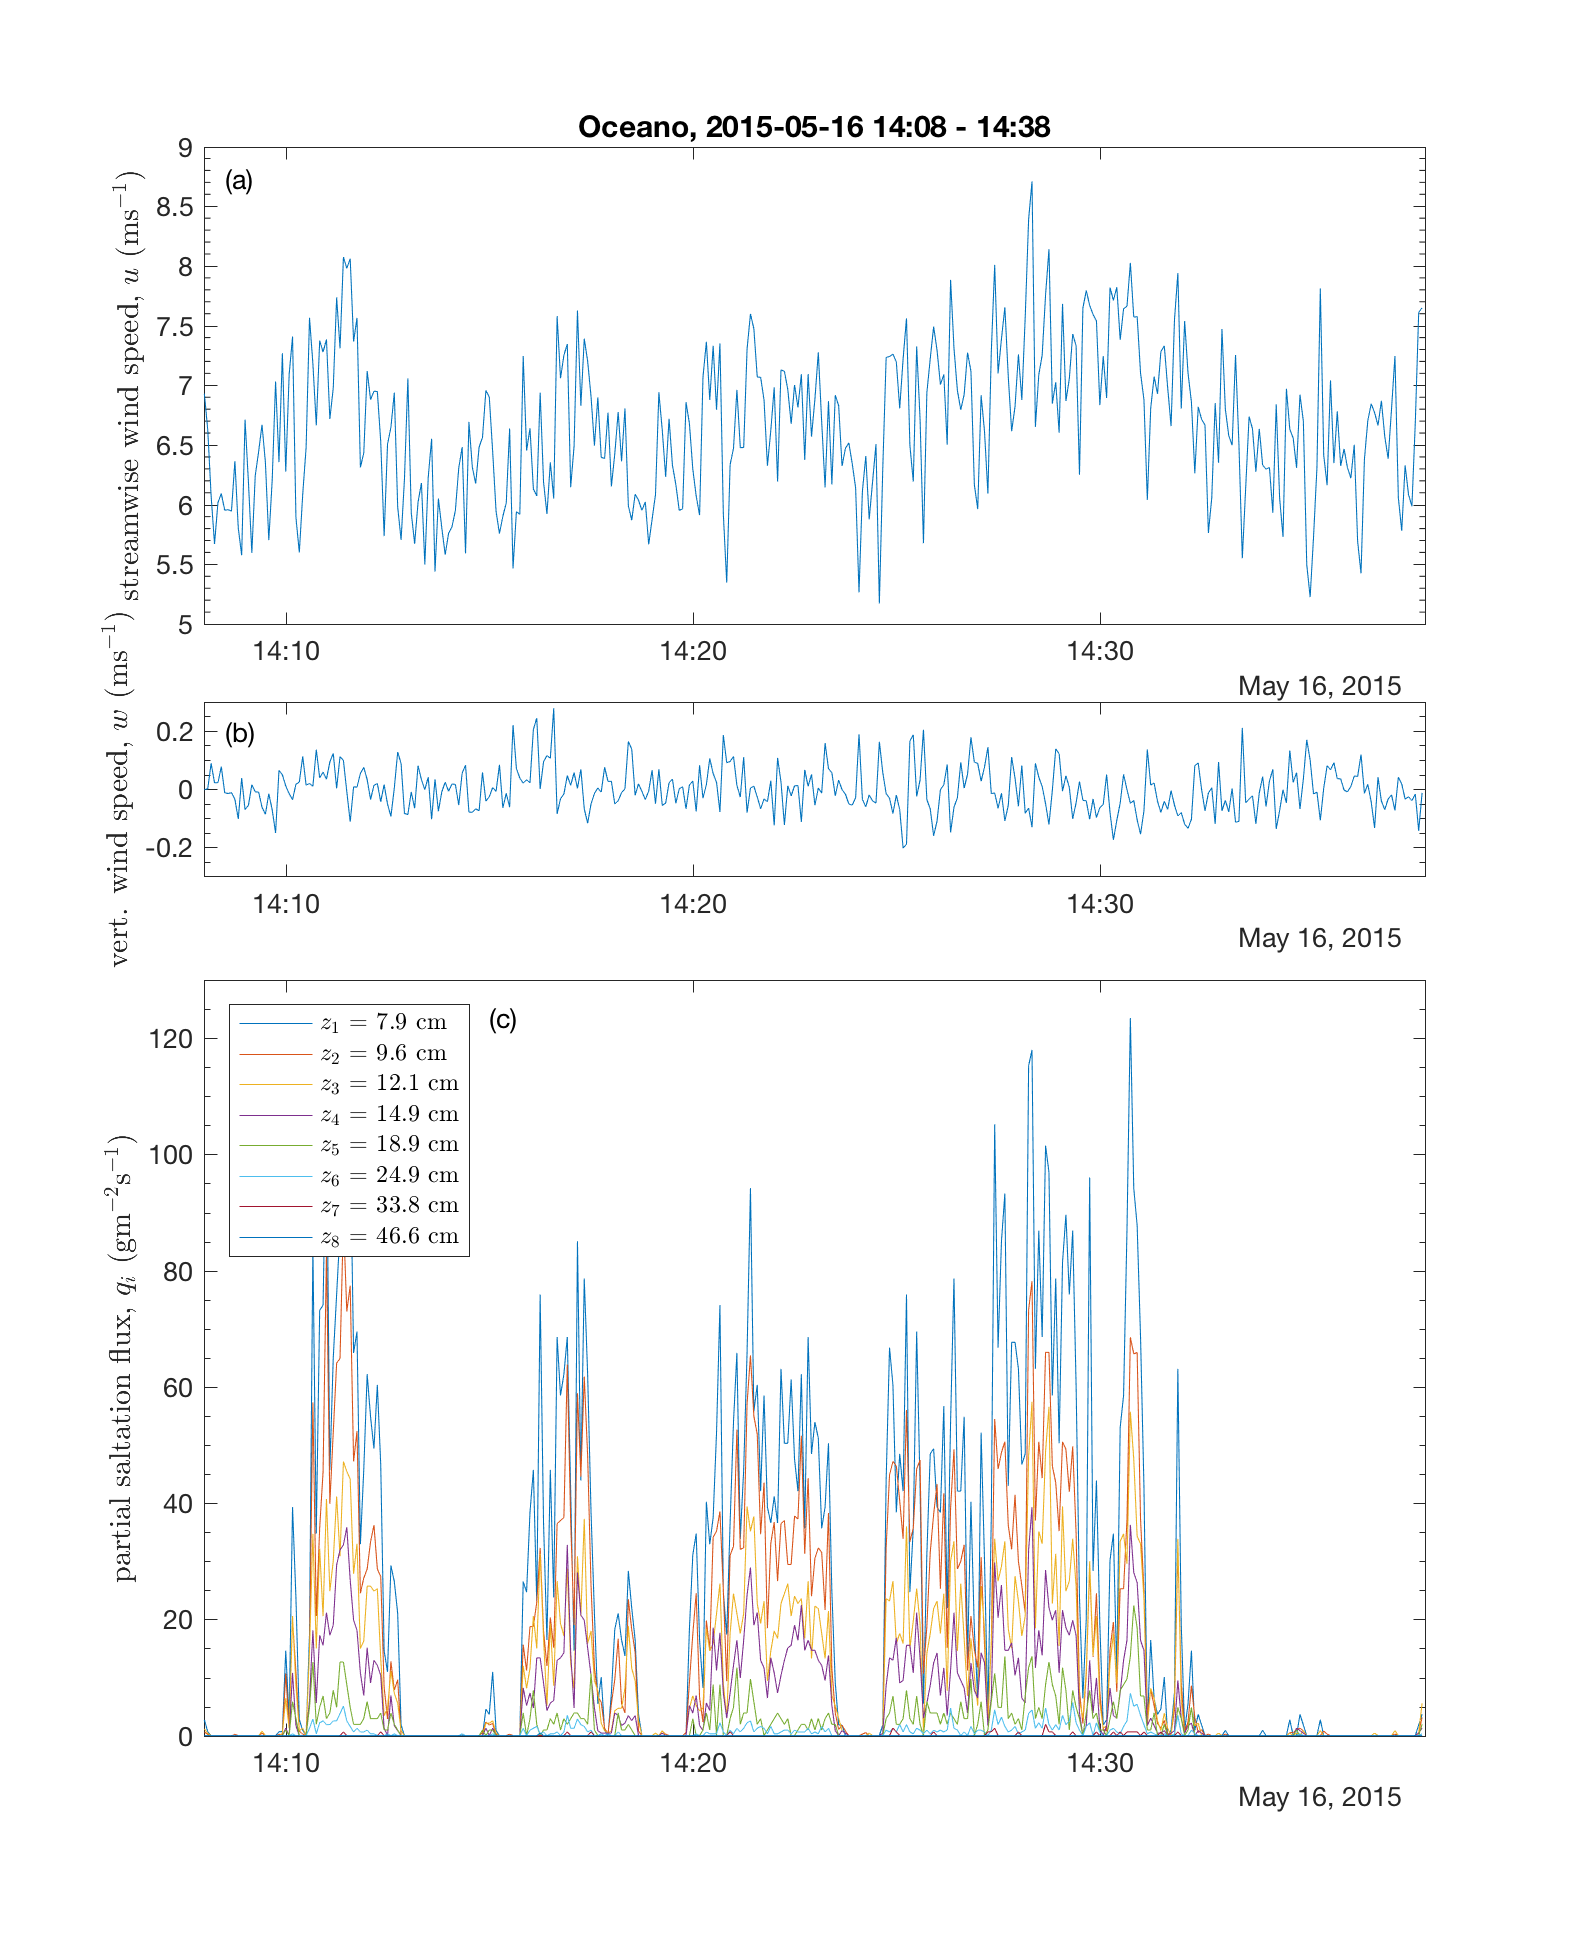 Oceano, 2015-05-16 14:08 - 14:38
(a)
streamwise wind speed, u (ms⁻¹)
9
8.5
8
7.5
7
6.5
6
5.5
5
14:10 14:20 14:30
May 16, 2015
(b)
vert. wind speed, w (ms⁻¹)
0.2
0
-0.2
14:10 14:20 14:30
May 16, 2015
(c)
partial saltation flux, qᵢ (gm⁻²s⁻¹)
z₁ = 7.9 cm
z₂ = 9.6 cm
z₃ = 12.1 cm
z₄ = 14.9 cm
z₅ = 18.9 cm
z₆ = 24.9 cm
z₇ = 33.8 cm
z₈ = 46.6 cm
120
100
80
60
40
20
0
14:10 14:20 14:30
May 16, 2015